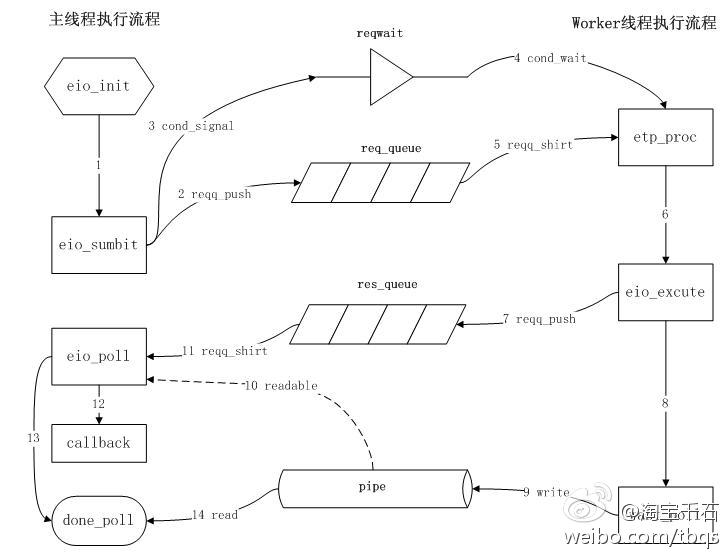 主线程执行流程
reqwait
Worker线程执行流程
eio_init
4 cond_wait
3 cond_signal
etp_proc
req_queue
5 reqq_shirt
1
2 reqq_push
6
eio_sumbit
res_queue
eio_excute
7 reqq_push
11 reqq_shirt
eio_poll
10 readable
12
8
13
callback
pipe
9 write
14 read
done_poll
@淘宝千石
weibo.com/tbqs